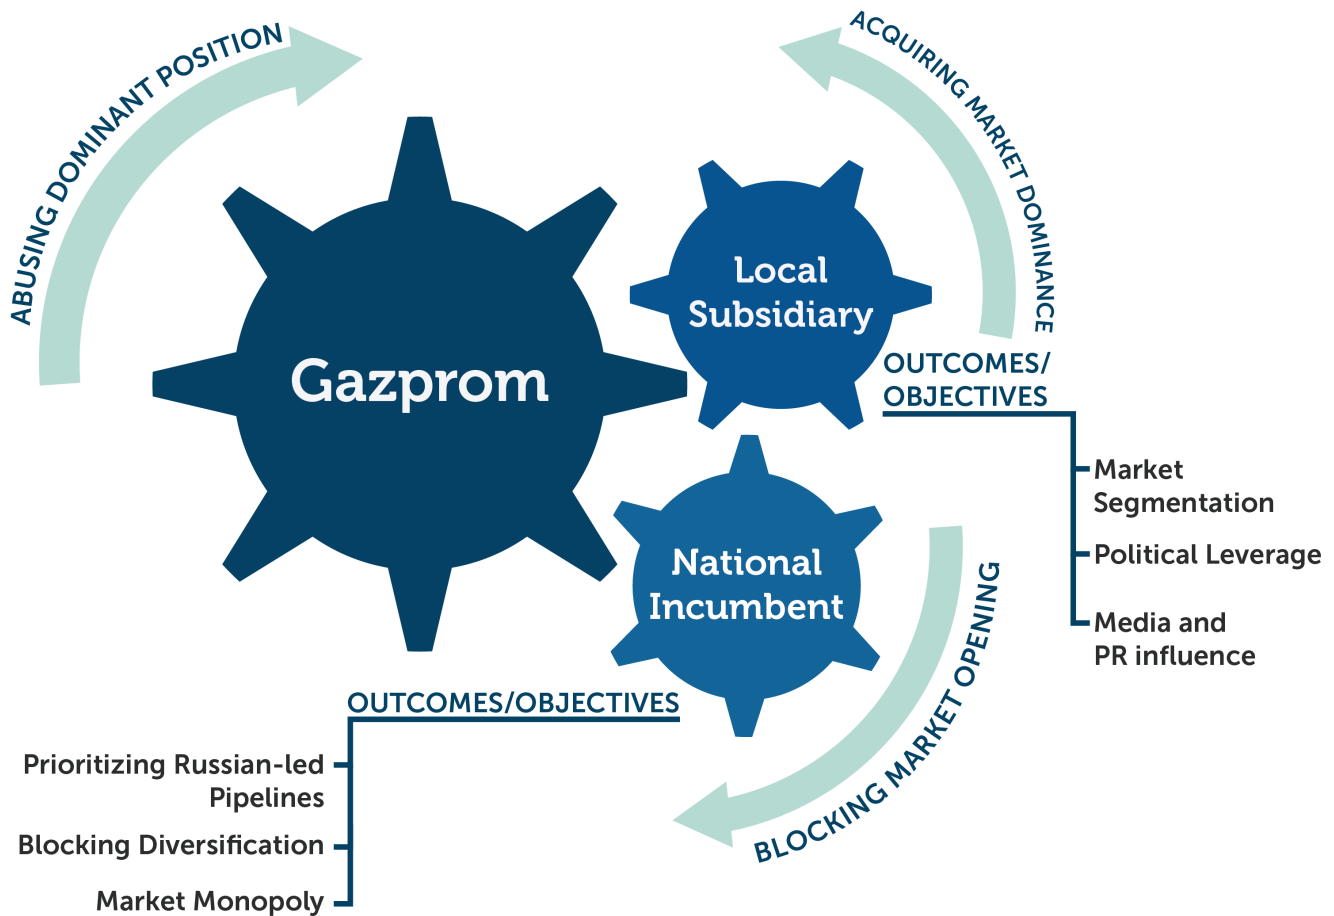 ABUSING DOMINANT POSITION
ACQUIRING MARKET DOMINANCE
Gazprom
Local
Subsidiary
OUTCOMES/
OBJECTIVES
Market
Segmentation
Political Leverage
Media and
PR influence
National
Incumbent
BLOCKING MARKET OPENING
OUTCOMES/OBJECTIVES
Prioritizing Russian-led
Pipelines
Blocking Diversification
Market Monopoly